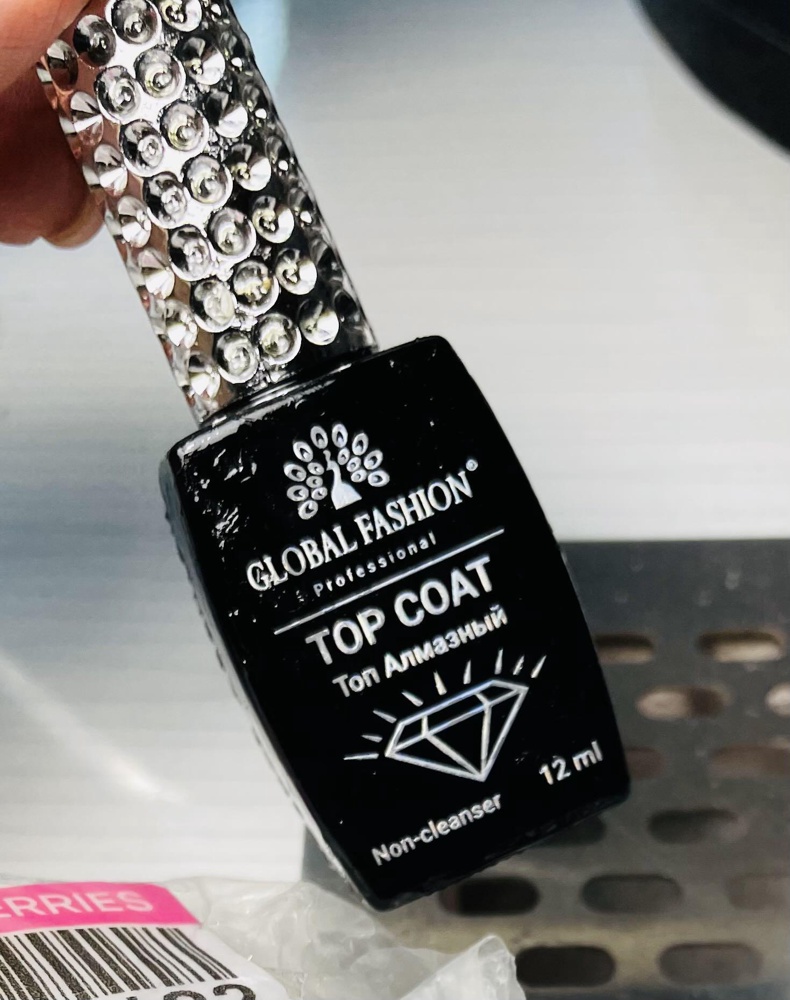 GLOBAL FASHION®
Professional
TOP COAT
Топ Алмазный
12 ml
Non-cleanser
ERRIES